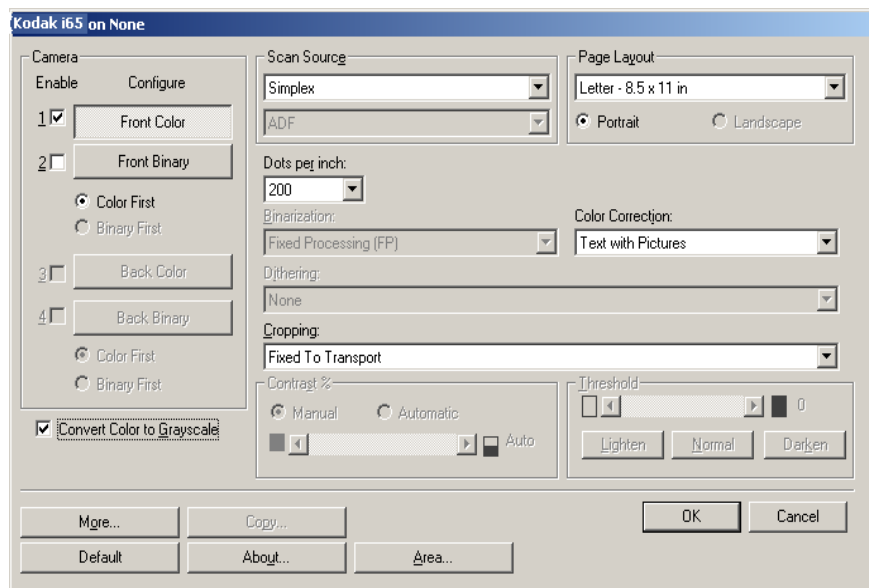 Kodak i65 on None
Camera
Enable Configure
1 Front Color
2 Front Binary
Color First
Binary First
3 Back Color
4 Back Binary
Color First
Binary First
Convert Color to Grayscale
Scan Source
Simplex
ADF
Page Layout
Letter - 8.5 x 11 in
Portrait Landscape
Dots per inch:
200
Binarization:
Fixed Processing (FP)
Color Correction:
Text with Pictures
Dithering:
None
Cropping:
Fixed To Transport
Contrast %
Manual Automatic
Auto
Threshold
0
Lighten Normal Darken
More... Copy... OK Cancel
Default About... Area...